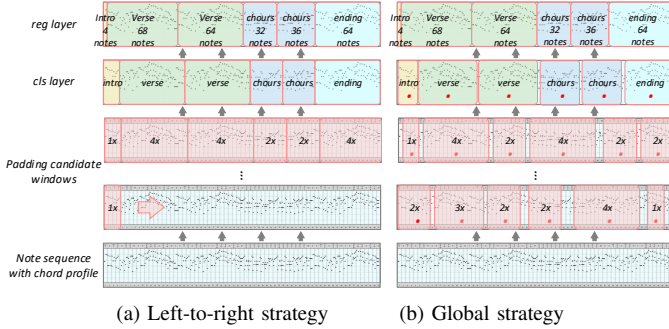 reg layer
Intro 4 notes
Verse 68 notes
Verse 64 notes
chours 32 notes
chours 36 notes
ending 64 notes
Intro 4 notes
Verse 68 notes
Verse 64 notes
chours 32 notes
chours 36 notes
ending 64 notes
cls layer
intro
verse
verse
chours
chours
ending
intro
verse
verse
chours
chours
ending
Padding candidate
windows
1x
4x
4x
2x
2x
4x
1x
4x
2x
4x
2x
2x
...
...
1x
2x
3x
2x
2x
4x
1x
Note sequence
with chord profile
(a) Left-to-right strategy
(b) Global strategy